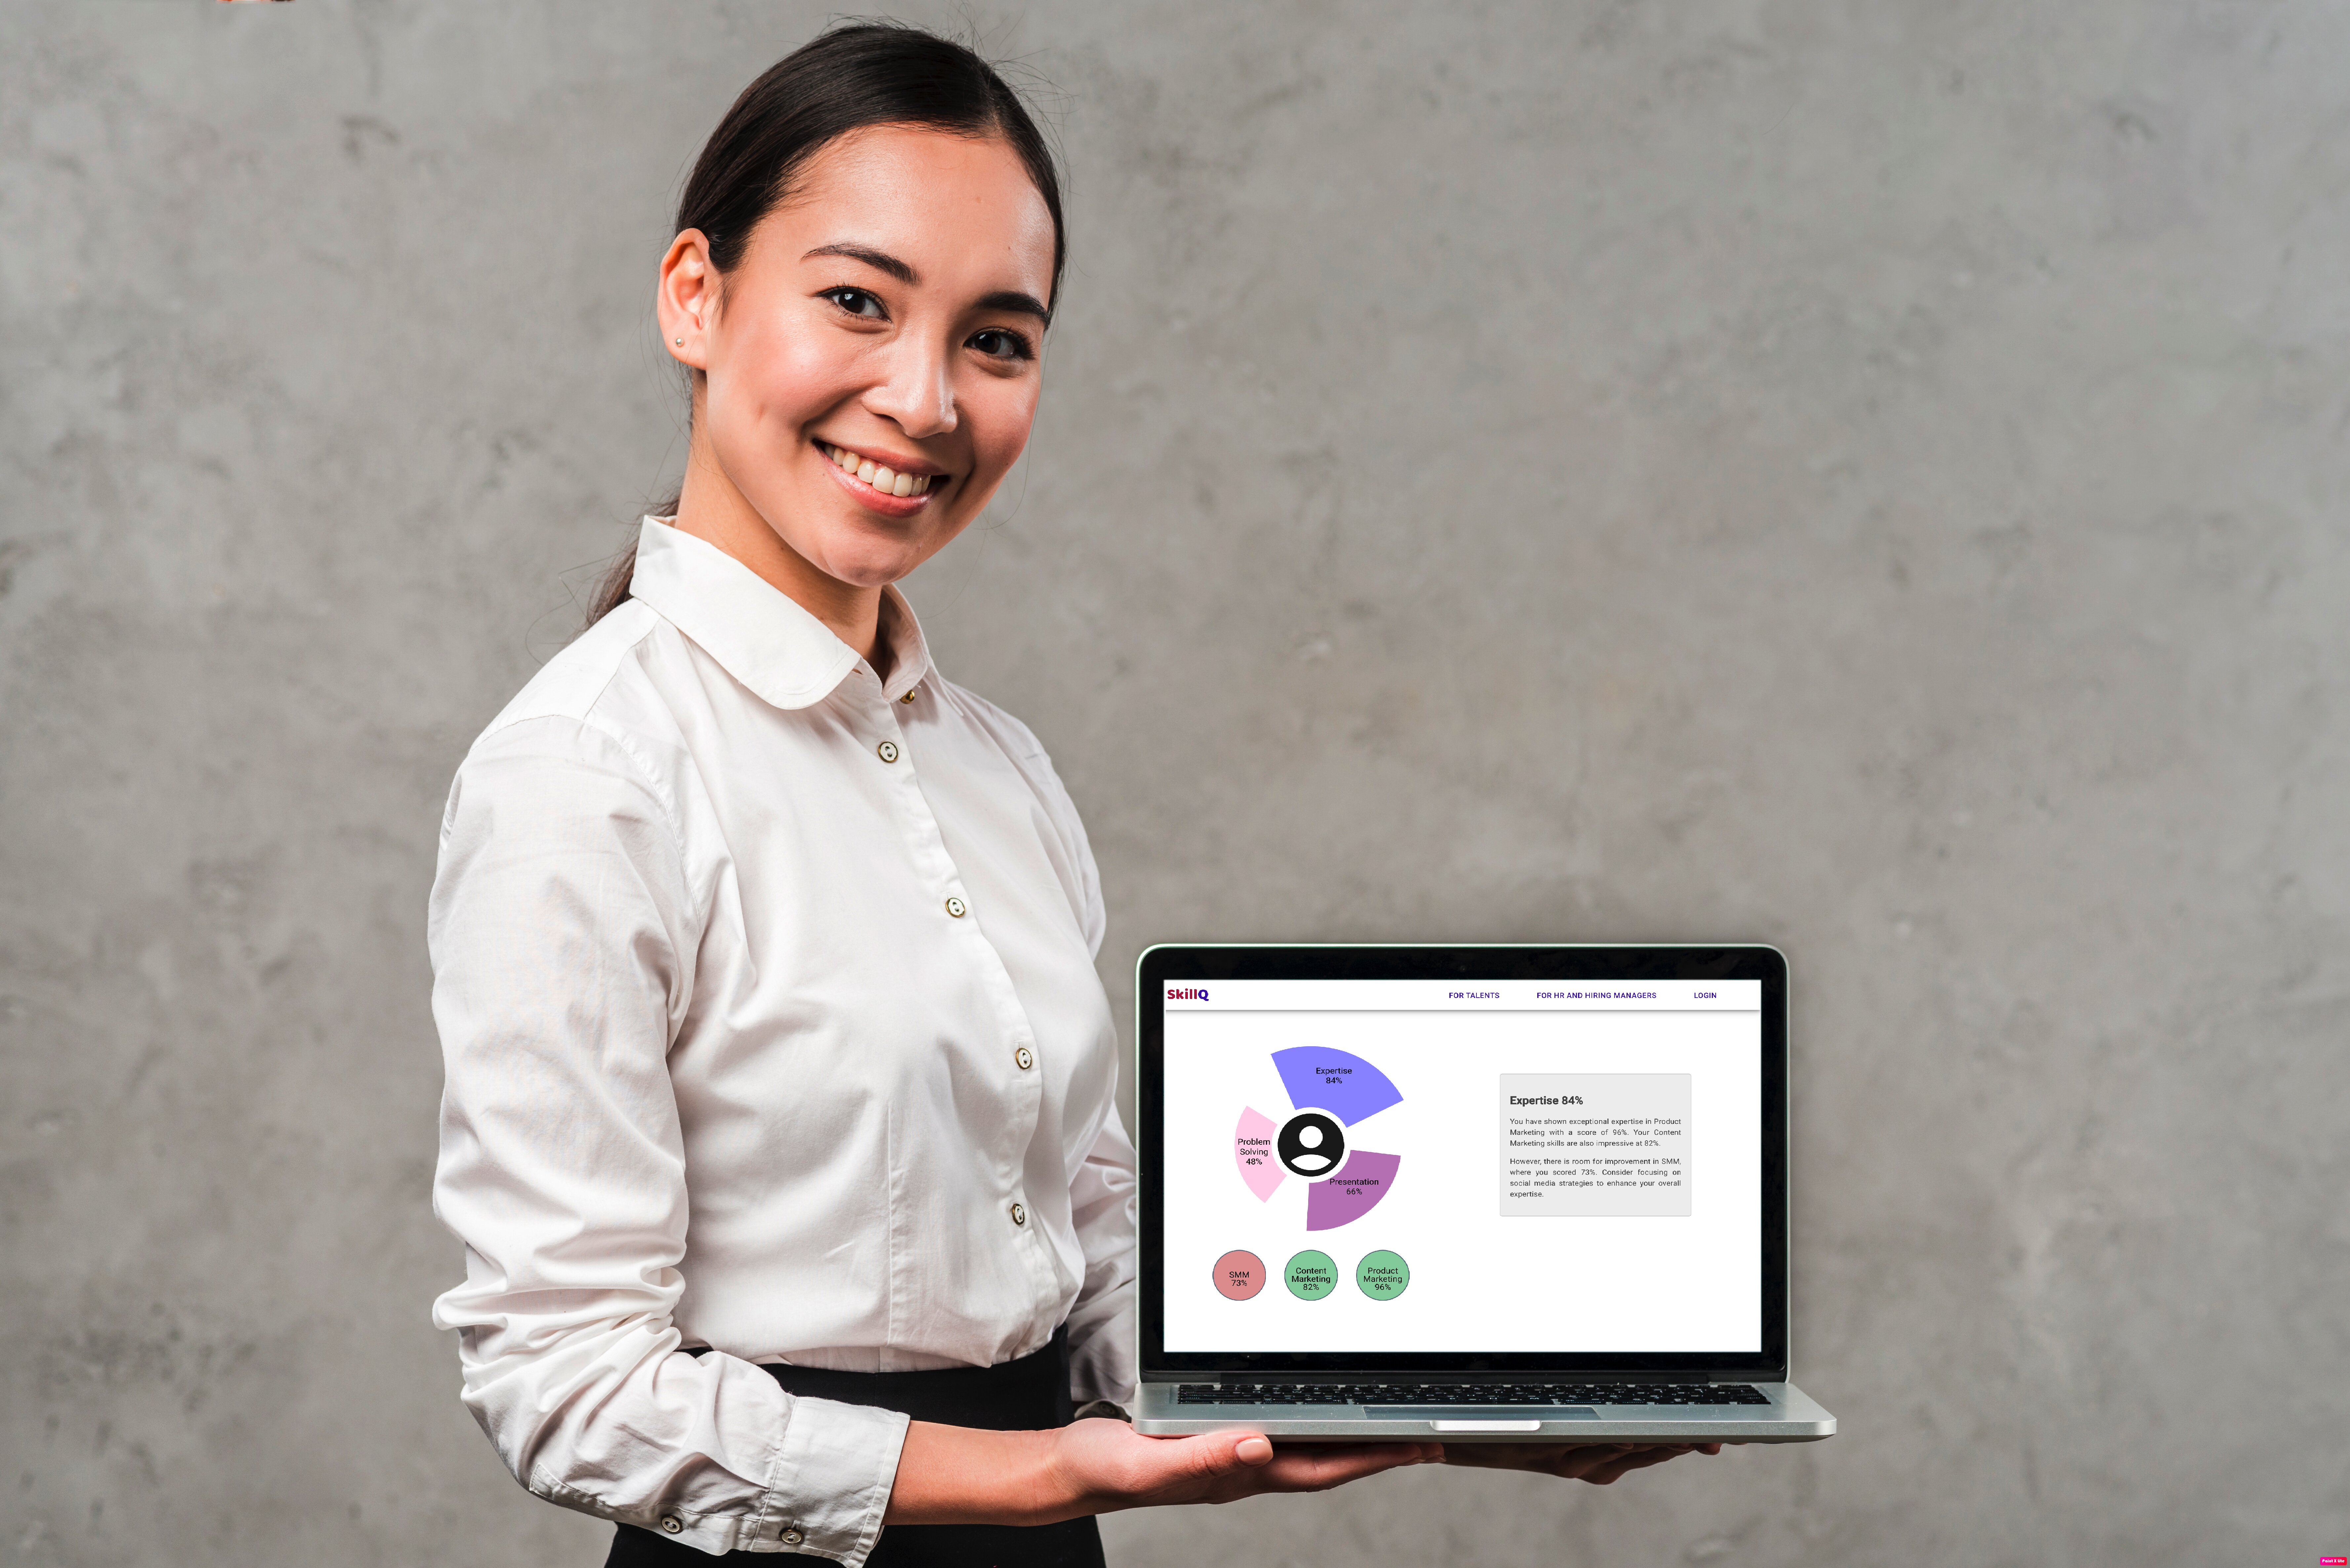 SkillQ
FOR TALENTS
FOR HR AND HIRING MANAGERS
LOGIN
Expertise
84%
Problem
Solving
48%
Presentation
66%
SMM
73%
Content
Marketing
82%
Product
Marketing
96%
Expertise 84%
You have shown exceptional expertise in Product
Marketing with a score of 96%. Your Content
Marketing skills are also impressive at 82%.
However, there is room for improvement in SMM,
where you scored 73%. Consider focusing on
social media strategies to enhance your overall
expertise.